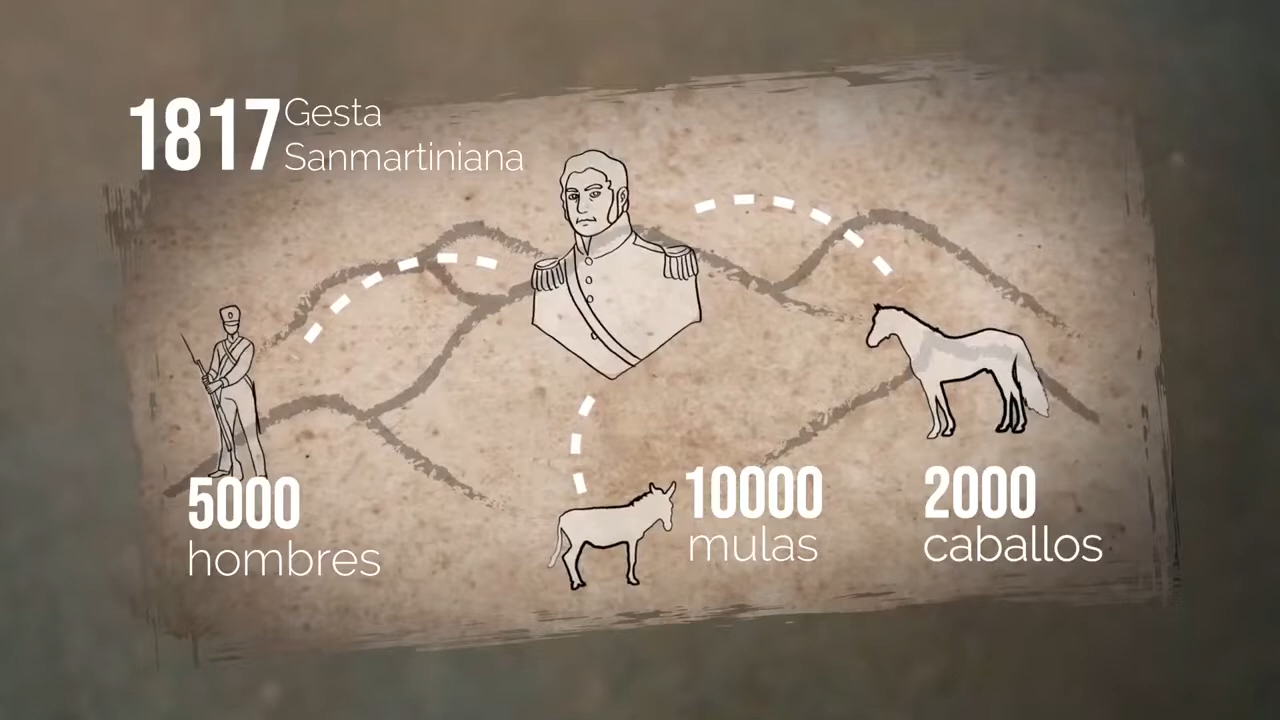 1817 Gesta
Sanmartiniana
5000
hombres
10000
mulas
2000
caballos